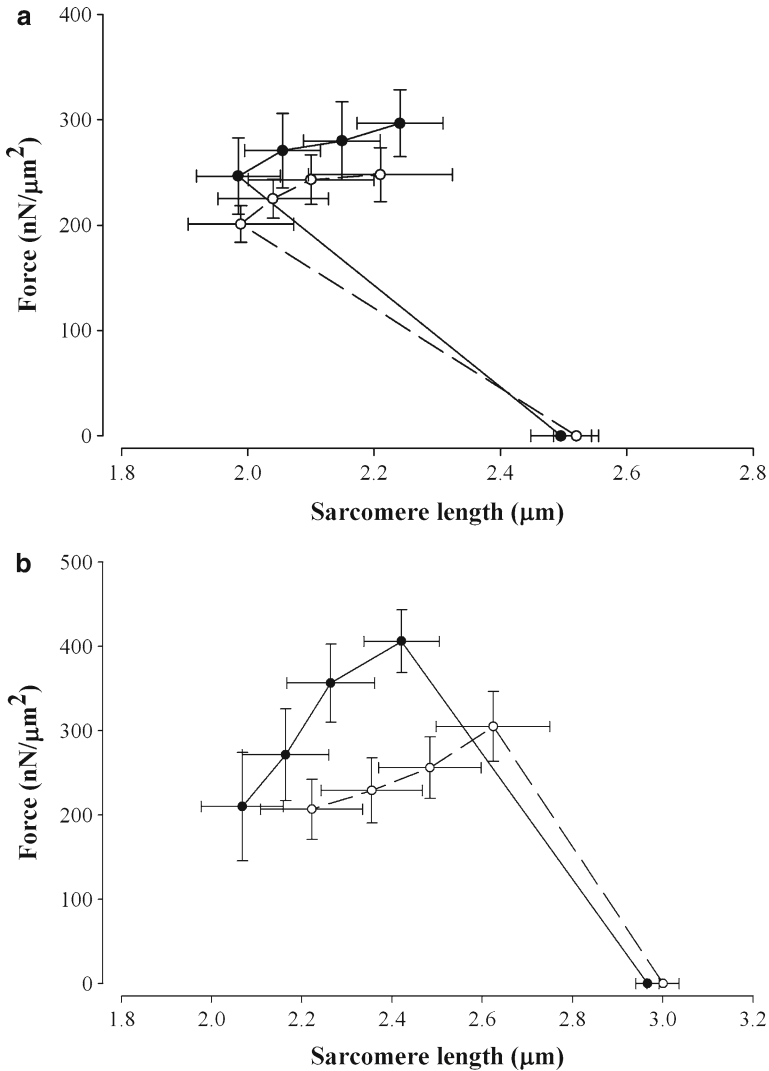 a
400
300
200
100
0
Force (nN/μm²)
1.8 2.0 2.2 2.4 2.6 2.8
Sarcomere length (μm)
b
500
400
300
200
100
0
Force (nN/μm²)
1.8 2.0 2.2 2.4 2.6 2.8 3.0 3.2
Sarcomere length (μm)